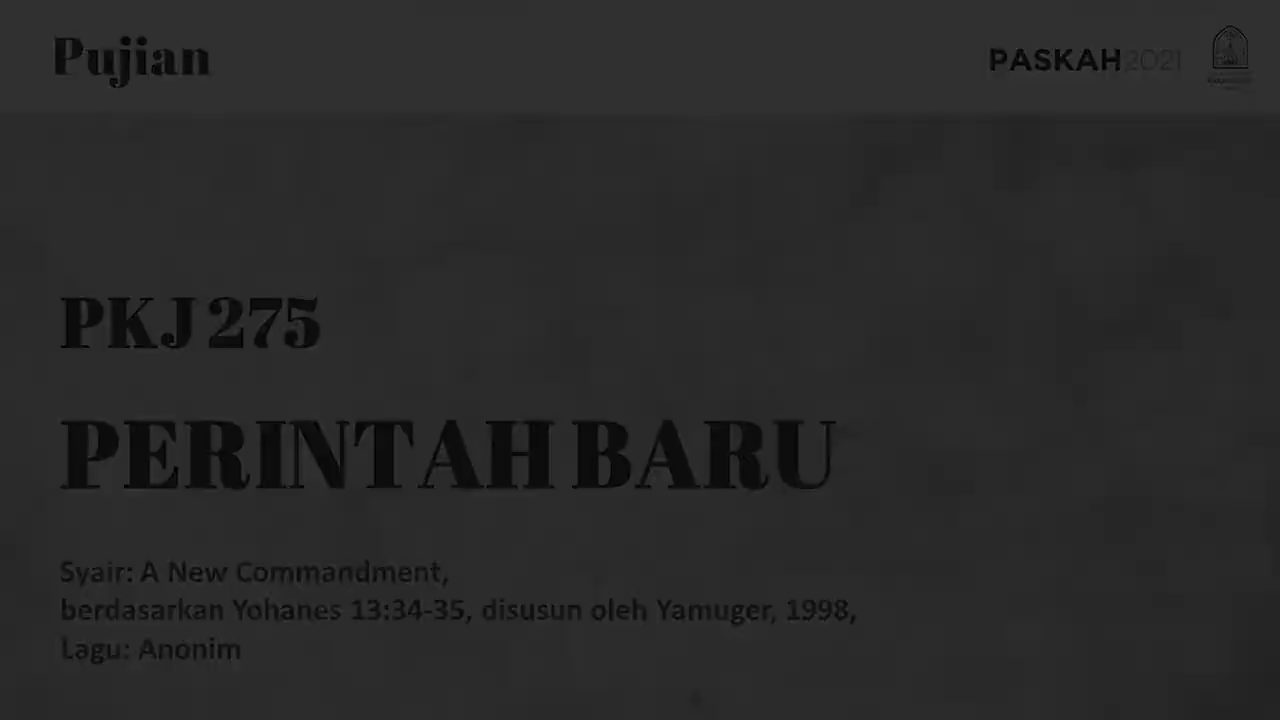 Pujian
PASKAH2021
PKJ 275
PERINTAH BARU
Syair: A New Commandment,
berdasarkan Yohanes 13:34-35, disusun oleh Yamuger, 1998,
Lagu: Anonim